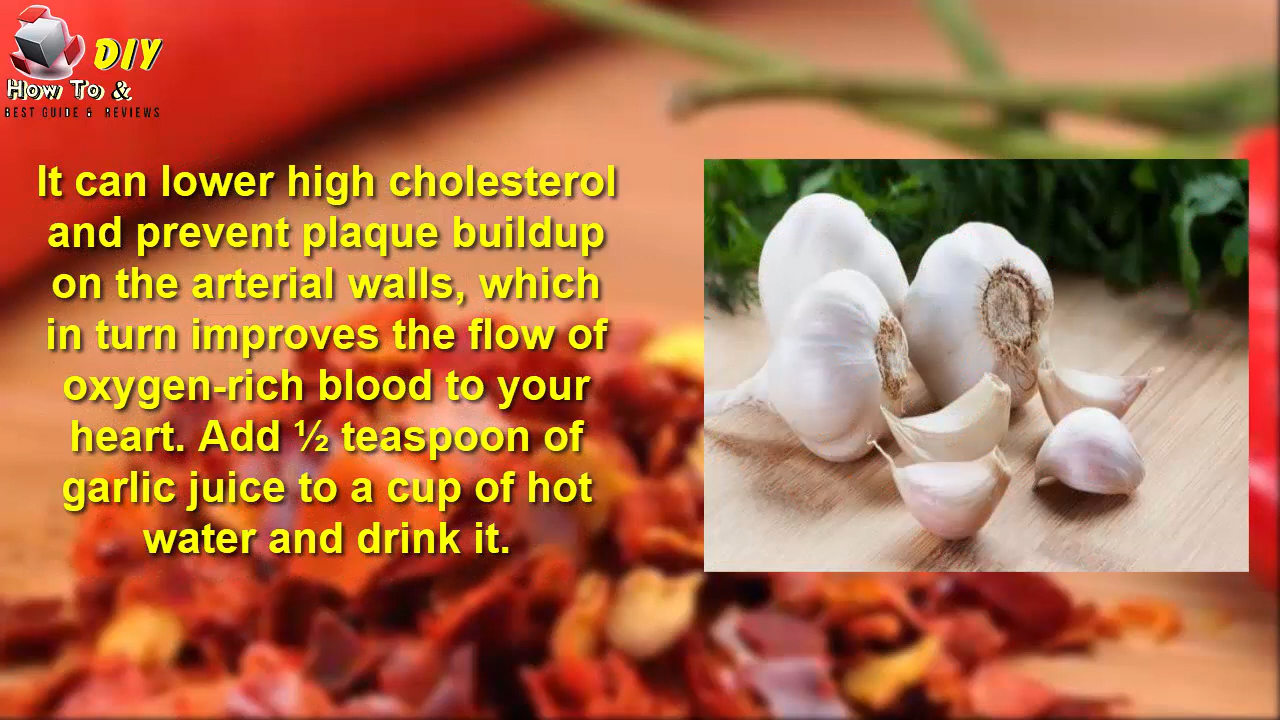 DIY
How To &
BEST GUIDE & REVIEWS
It can lower high cholesterol
and prevent plaque buildup
on the arterial walls, which
in turn improves the flow of
oxygen-rich blood to your
heart. Add ½ teaspoon of
garlic juice to a cup of hot
water and drink it.